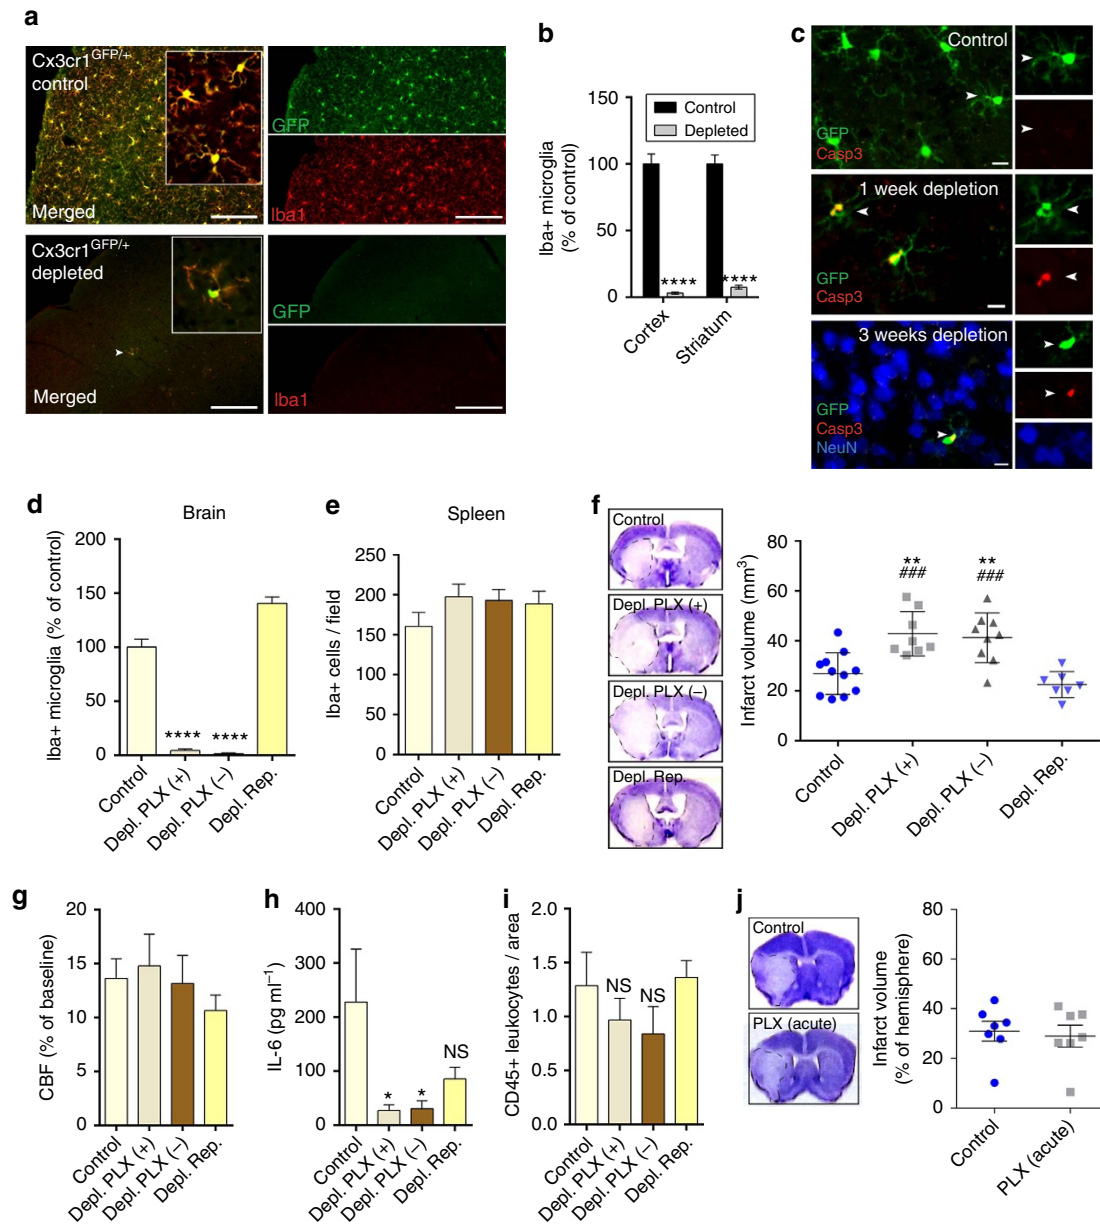 a
Cx3cr1GFP/+
control
Merged
GFP
Iba1
Cx3cr1GFP/+
depleted
Merged
GFP
Iba1
b
Iba+ microglia
(% of control)
150
100
50
0
Control
Depleted
****
****
Cortex
Striatum
c
Control
GFP
Casp3
1 week depletion
GFP
Casp3
3 weeks depletion
GFP
Casp3
NeuN
d
Brain
Iba+ microglia (% of control)
200
150
100
50
0
****
****
Control
Depl. PLX (+)
Depl. PLX (–)
Depl. Rep.
e
Spleen
Iba+ cells / field
250
200
150
100
50
0
Control
Depl. PLX (+)
Depl. PLX (–)
Depl. Rep.
f
Control
Depl. PLX (+)
Depl. PLX (–)
Depl. Rep.
Infarct volume (mm³)
80
60
40
20
0
**
###
**
###
Control
Depl. PLX (+)
Depl. PLX (–)
Depl. Rep.
g
CBF (% of baseline)
20
15
10
5
0
Control
Depl. PLX (+)
Depl. PLX (–)
Depl. Rep.
h
IL-6 (pg ml⁻¹)
400
300
200
100
0
*
*
NS
Control
Depl. PLX (+)
Depl. PLX (–)
Depl. Rep.
i
CD45+ leukocytes / area
2.0
1.5
1.0
0.5
0.0
NS
NS
Control
Depl. PLX (+)
Depl. PLX (–)
Depl. Rep.
j
Control
PLX (acute)
Infarct volume
(% of hemisphere)
80
60
40
20
0
Control
PLX (acute)